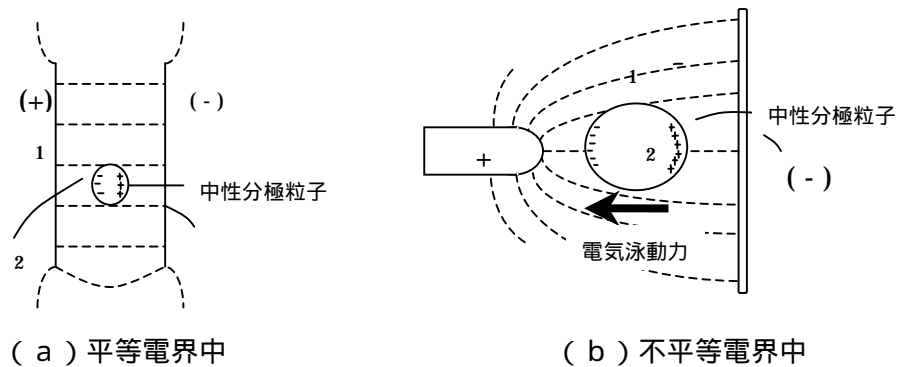 (+)
(-)
1
中性分極粒子
2
(a)平等電界中
1
中性分極粒子
2
+
(-)
電気泳動力
(b)不平等電界中